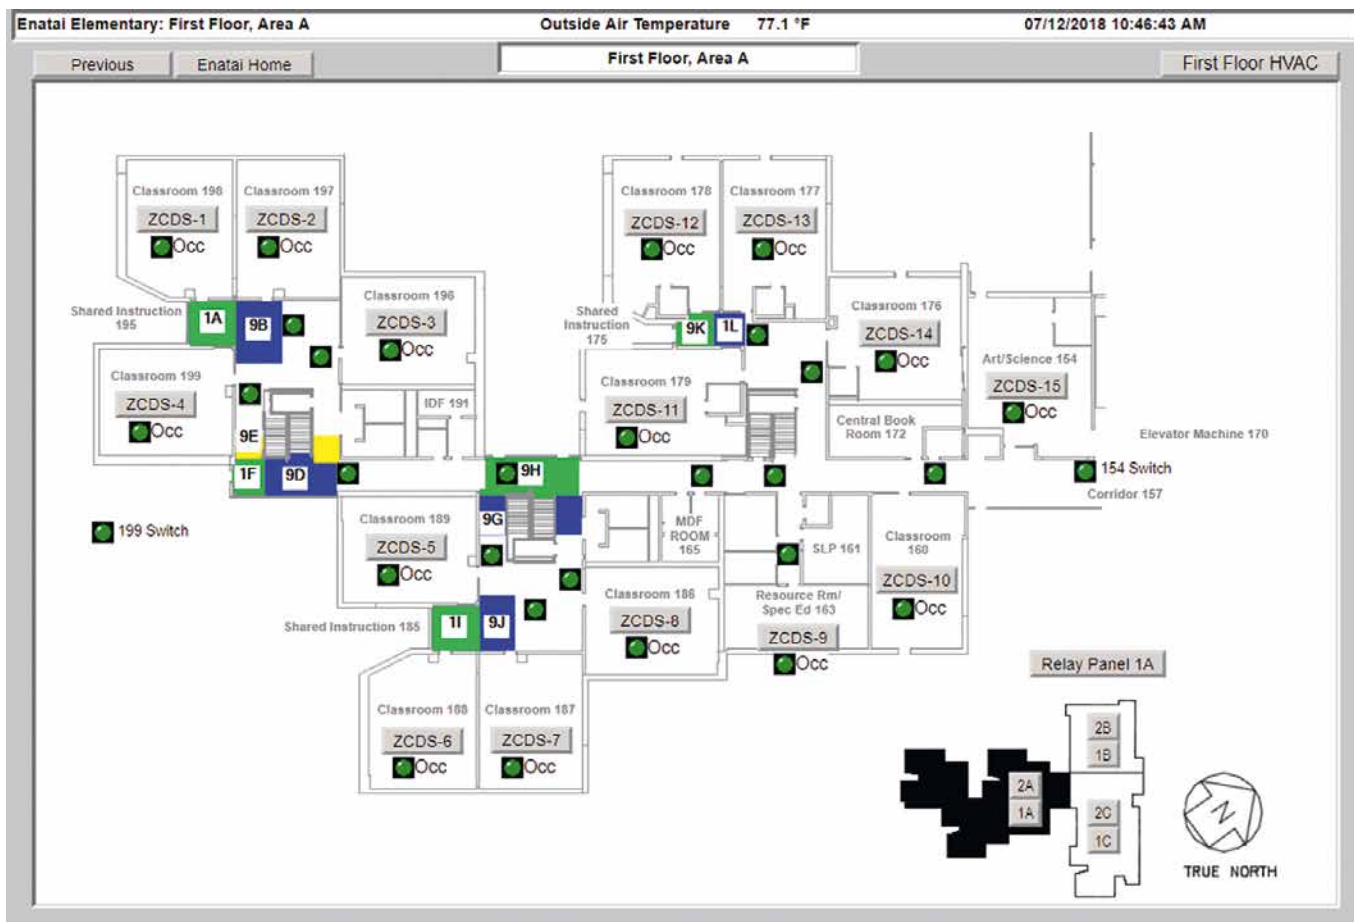 Enatai Elementary: First Floor, Area A
Outside Air Temperature 77.1 °F
07/12/2018 10:46:43 AM
Previous
Enatai Home
First Floor, Area A
First Floor HVAC
Classroom 198
ZCDS-1
Occ
Classroom 197
ZCDS-2
Occ
Classroom 178
ZCDS-12
Occ
Classroom 177
ZCDS-13
Occ
Shared Instruction
195
1A
9B
Classroom 196
ZCDS-3
Occ
Shared
Instruction
175
9K
1L
Classroom 176
ZCDS-14
Occ
Art/Science 154
ZCDS-15
Occ
Classroom 199
ZCDS-4
Occ
IDF 191
Classroom 179
ZCDS-11
Occ
Central Book
Room 172
Elevator Machine 170
9E
1F
9D
9H
154 Switch
Corridor 157
199 Switch
Classroom 189
ZCDS-5
Occ
9G
MDF
ROOM
165
SLP 161
Classroom
160
ZCDS-10
Occ
Shared Instruction 185
1I
9J
Classroom 186
ZCDS-8
Occ
Resource Rm/
Spec Ed 163
ZCDS-9
Occ
Relay Panel 1A
Classroom 188
ZCDS-6
Occ
Classroom 187
ZCDS-7
Occ
2B
1B
2A
1A
2C
1C
N
TRUE NORTH